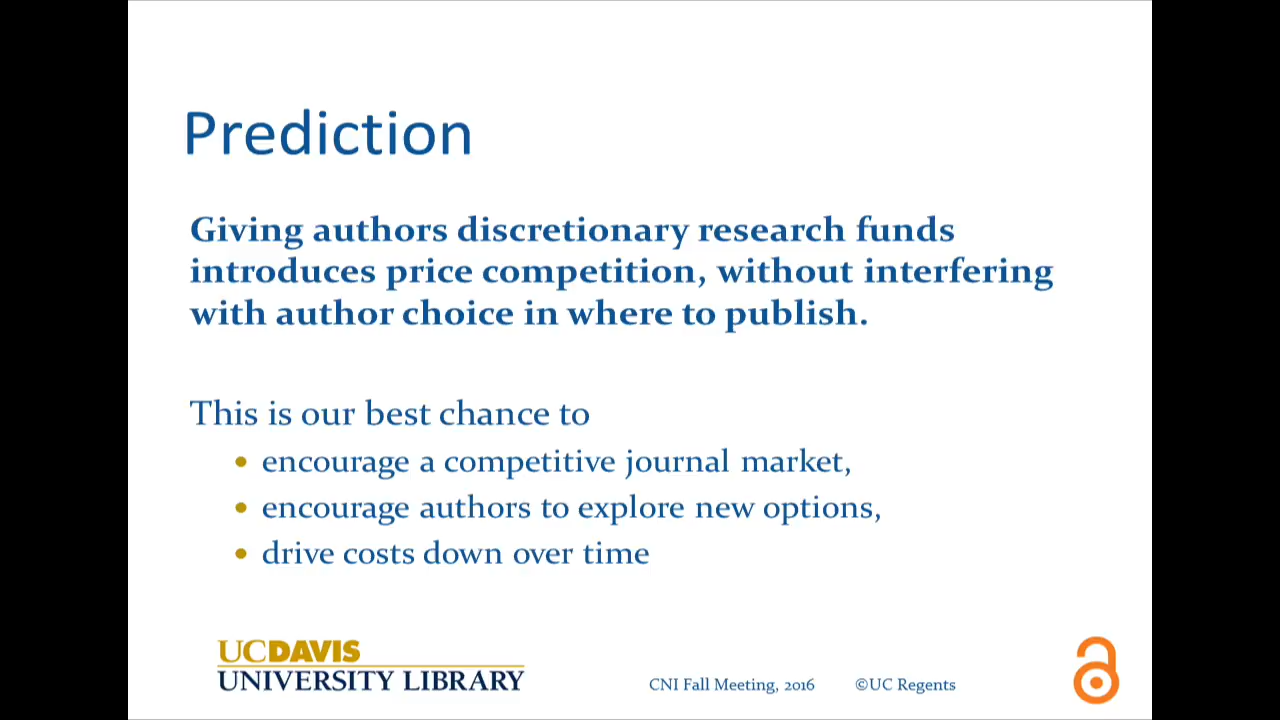 Prediction
Giving authors discretionary research funds
introduces price competition, without interfering
with author choice in where to publish.
This is our best chance to
• encourage a competitive journal market,
• encourage authors to explore new options,
• drive costs down over time
UCDAVIS
UNIVERSITY LIBRARY
CNI Fall Meeting, 2016 ©UC Regents